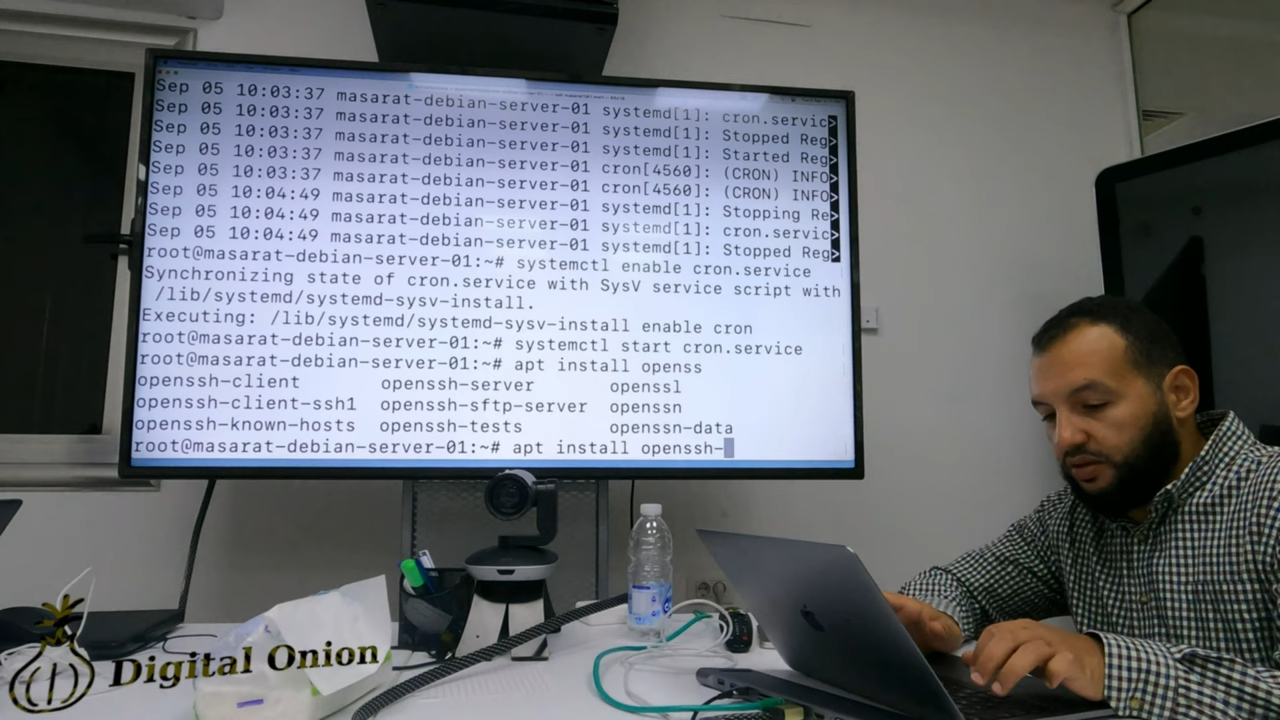 Sep 05 10:03:37 masarat-debian-server-01 systemd[1]: cron.servic>
Sep 05 10:03:37 masarat-debian-server-01 systemd[1]: Stopped Reg>
Sep 05 10:03:37 masarat-debian-server-01 systemd[1]: Started Reg>
Sep 05 10:03:37 masarat-debian-server-01 cron[4560]: (CRON) INFO>
Sep 05 10:03:37 masarat-debian-server-01 cron[4560]: (CRON) INFO>
Sep 05 10:04:49 masarat-debian-server-01 systemd[1]: Stopping Re>
Sep 05 10:04:49 masarat-debian-server-01 systemd[1]: cron.servic>
Sep 05 10:04:49 masarat-debian-server-01 systemd[1]: Stopped Reg>
root@masarat-debian-server-01:~# systemctl enable cron.service
Synchronizing state of cron.service with SysV service script with
/lib/systemd/systemd-sysv-install.
Executing: /lib/systemd/systemd-sysv-install enable cron
root@masarat-debian-server-01:~# systemctl start cron.service
root@masarat-debian-server-01:~# apt install openss
openssh-client openssh-server openssl
openssh-client-ssh1 openssh-sftp-server openssn
openssh-known-hosts openssh-tests openssn-data
root@masarat-debian-server-01:~# apt install openssh-
Digital Onion